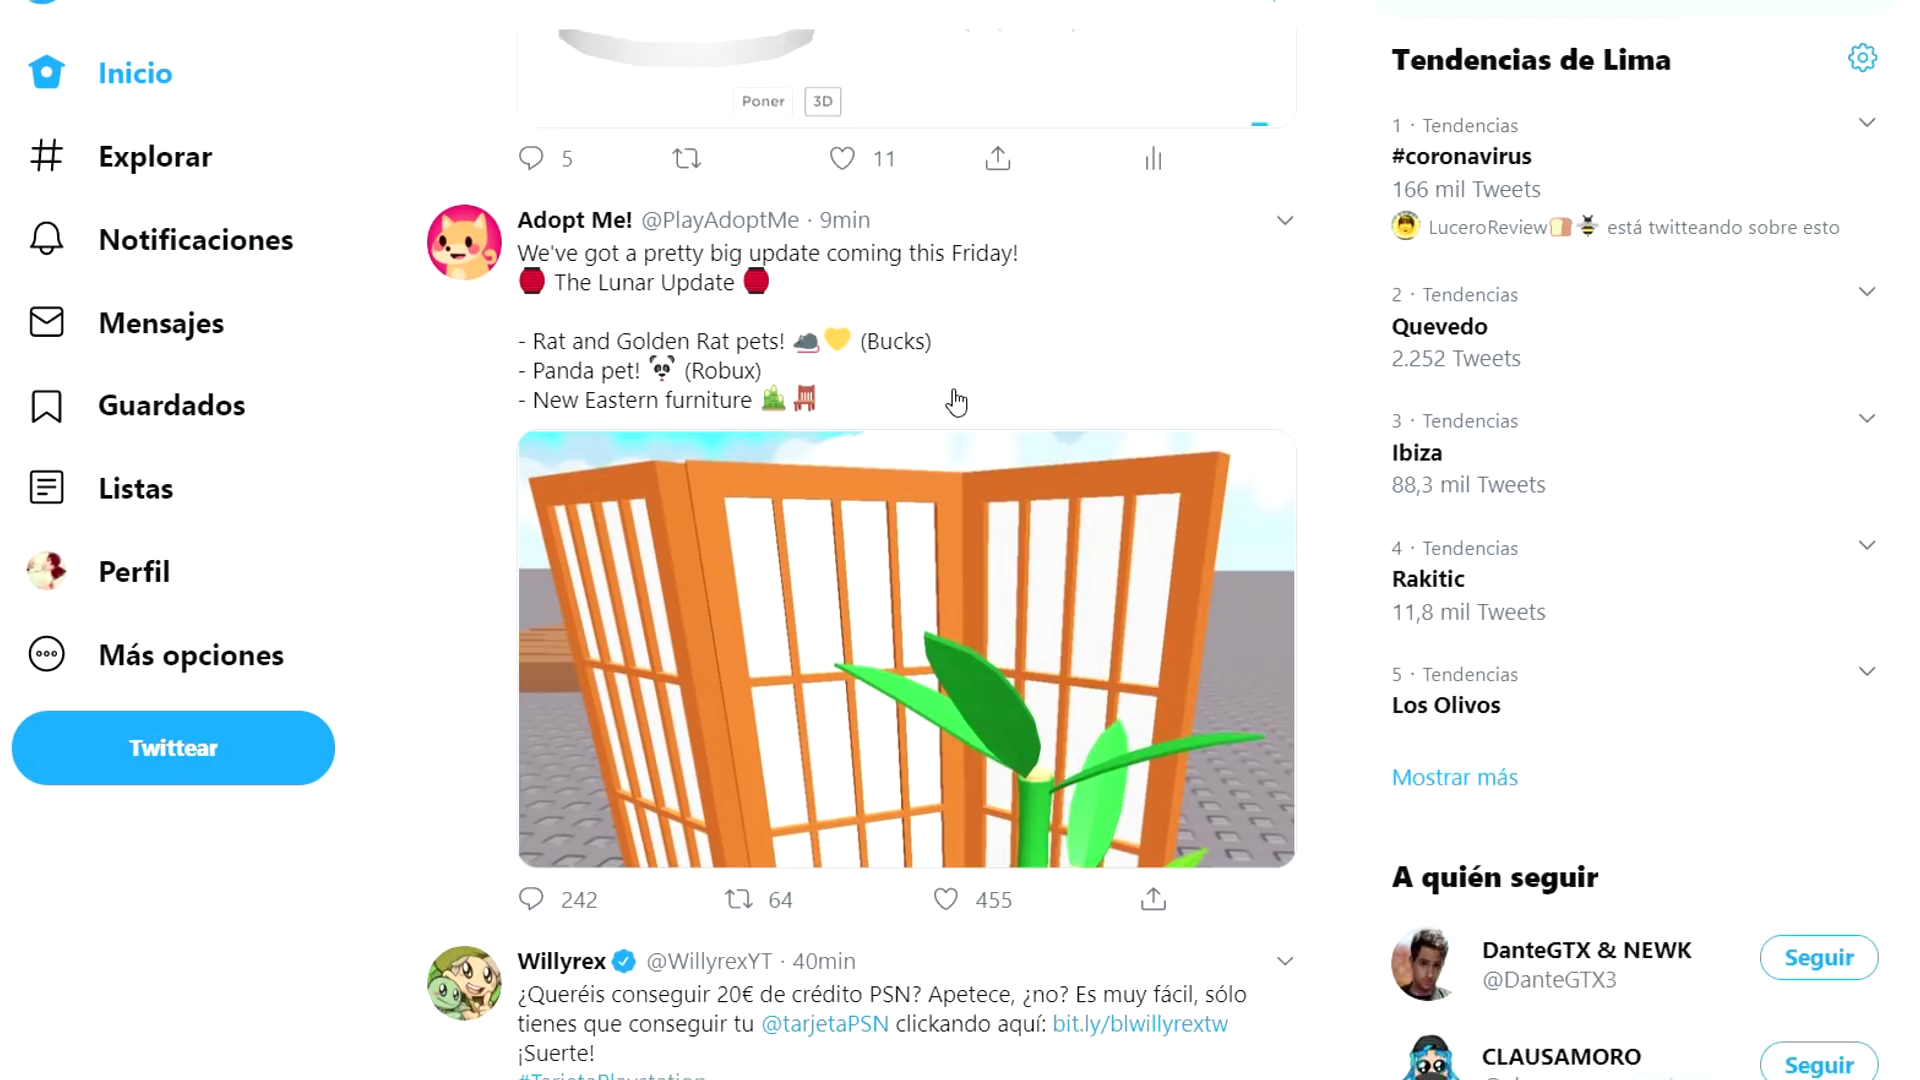 Inicio
Explorar
Notificaciones
Mensajes
Guardados
Listas
Perfil
Más opciones
Twittear
Poner 3D
5 11
Adopt Me! @PlayAdoptMe · 9min
We've got a pretty big update coming this Friday!
The Lunar Update
- Rat and Golden Rat pets! (Bucks)
- Panda pet! (Robux)
- New Eastern furniture
242 64 455
Willyrex @WillyrexYT · 40min
¿Queréis conseguir 20€ de crédito PSN? Apetece, ¿no? Es muy fácil, sólo
tienes que conseguir tu @tarjetaPSN clickando aquí: bit.ly/blwillyrextw
¡Suerte!
#TarjetaPlaystation
Tendencias de Lima
1 · Tendencias
#coronavirus
166 mil Tweets
LuceroReview está twitteando sobre esto
2 · Tendencias
Quevedo
2.252 Tweets
3 · Tendencias
Ibiza
88,3 mil Tweets
4 · Tendencias
Rakitic
11,8 mil Tweets
5 · Tendencias
Los Olivos
Mostrar más
A quién seguir
DanteGTX & NEWK
@DanteGTX3
Seguir
CLAUSAMORO
Seguir